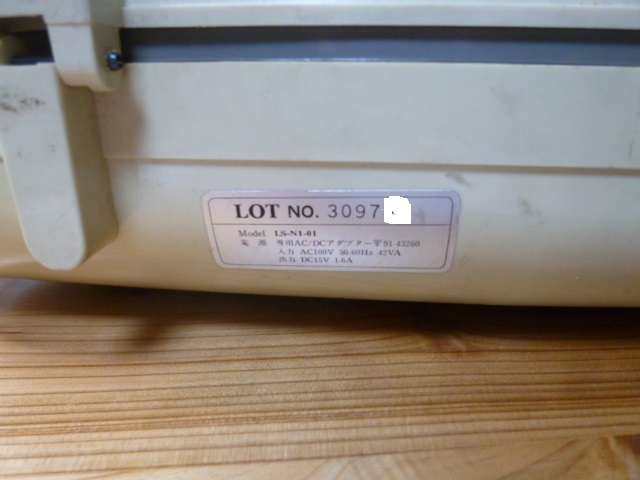 LOT NO. 3097
Model LS-N1-01
電 源 専用AC/DCアダプター〒91-43260
入力 AC100V 50-60Hz 42VA
出力 DC15V 1.6A